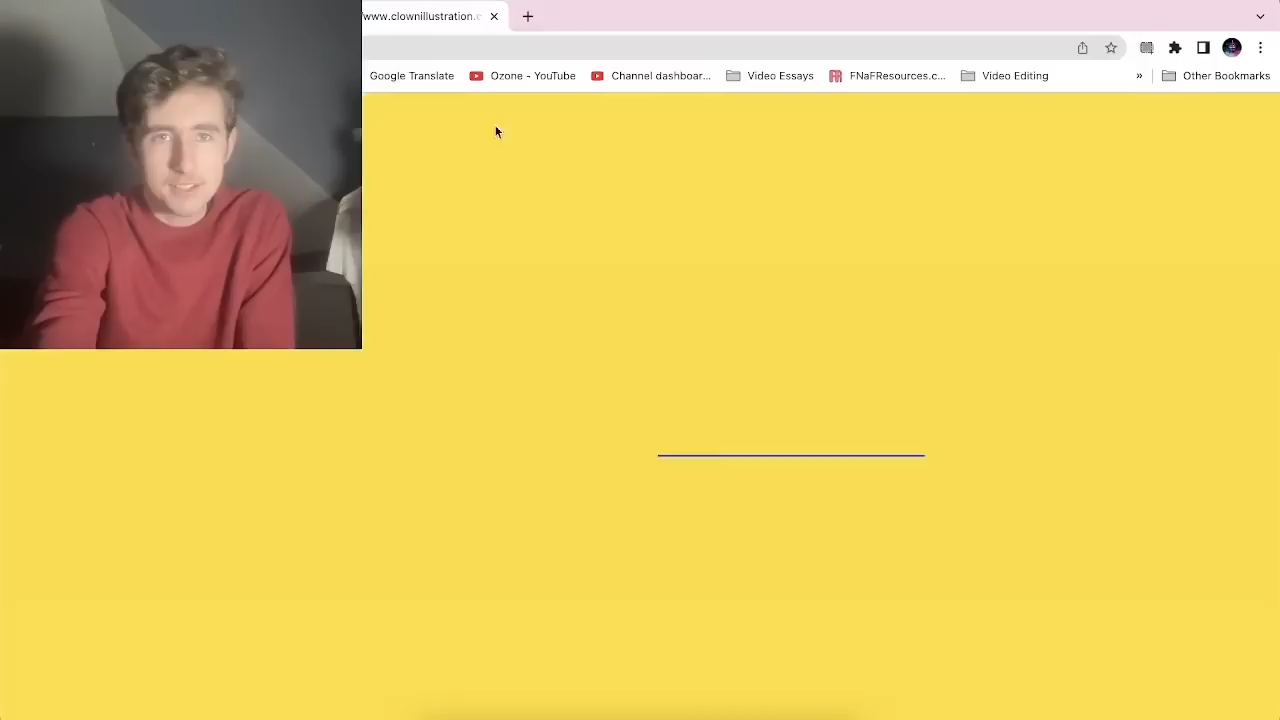 www.clownillustration.
Google Translate
Ozone - YouTube
Channel dashboar...
Video Essays
FNaFResources.c...
Video Editing
»
Other Bookmarks